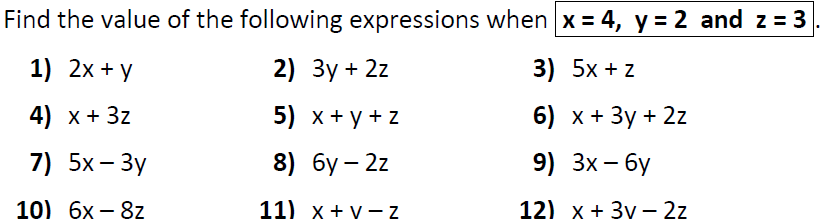 Find the value of the following expressions when x = 4, y = 2 and z = 3.
1) 2x + y 2) 3y + 2z 3) 5x + z
4) x + 3z 5) x + y + z 6) x + 3y + 2z
7) 5x – 3y 8) 6y – 2z 9) 3x – 6y
10) 6x – 8z 11) x + y – z 12) x + 3y – 2z